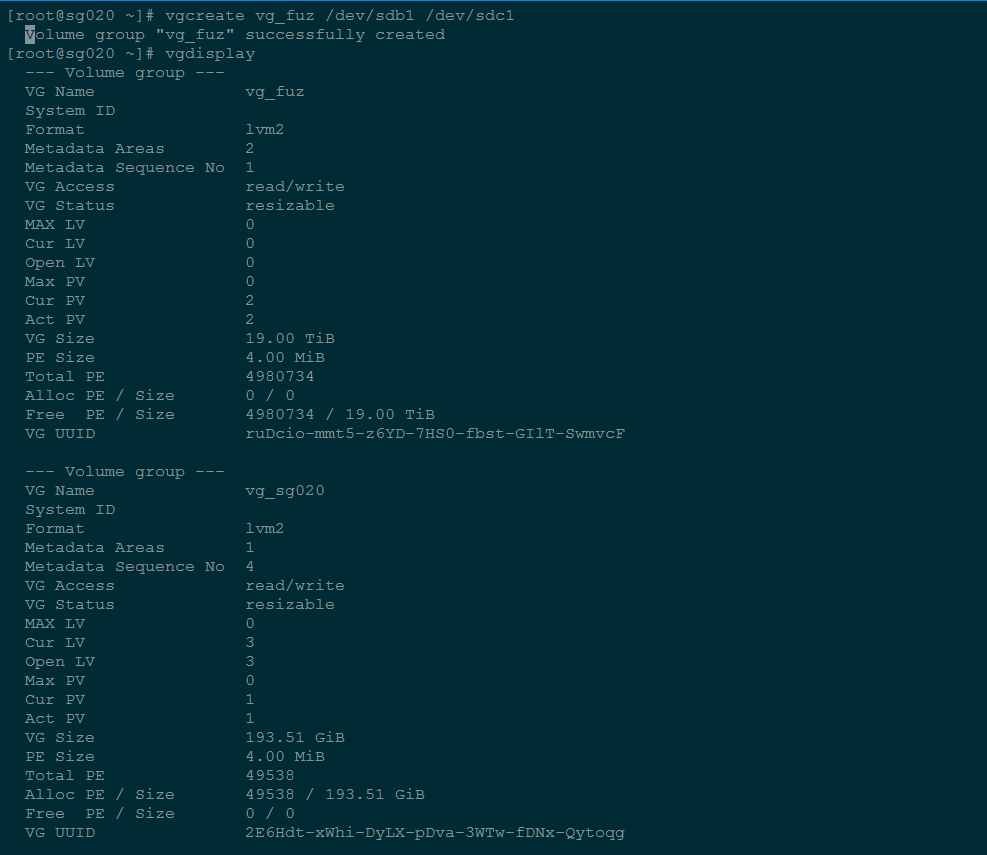 [root@sg020 ~]# vgcreate vg_fuz /dev/sdb1 /dev/sdc1
  Volume group "vg_fuz" successfully created
[root@sg020 ~]# vgdisplay
  --- Volume group ---
  VG Name               vg_fuz
  System ID
  Format                lvm2
  Metadata Areas        2
  Metadata Sequence No  1
  VG Access             read/write
  VG Status             resizable
  MAX LV                0
  Cur LV                0
  Open LV               0
  Max PV                0
  Cur PV                2
  Act PV                2
  VG Size               19.00 TiB
  PE Size               4.00 MiB
  Total PE              4980734
  Alloc PE / Size       0 / 0
  Free  PE / Size       4980734 / 19.00 TiB
  VG UUID               ruDcio-mmt5-z6YD-7HS0-fbst-GIlT-SwmvcF

  --- Volume group ---
  VG Name               vg_sg020
  System ID
  Format                lvm2
  Metadata Areas        1
  Metadata Sequence No  4
  VG Access             read/write
  VG Status             resizable
  MAX LV                0
  Cur LV                3
  Open LV               3
  Max PV                0
  Cur PV                1
  Act PV                1
  VG Size               193.51 GiB
  PE Size               4.00 MiB
  Total PE              49538
  Alloc PE / Size       49538 / 193.51 GiB
  Free  PE / Size       0 / 0
  VG UUID               2E6Hdt-xWhi-DyLX-pDva-3WTw-fDNx-Qytoqg